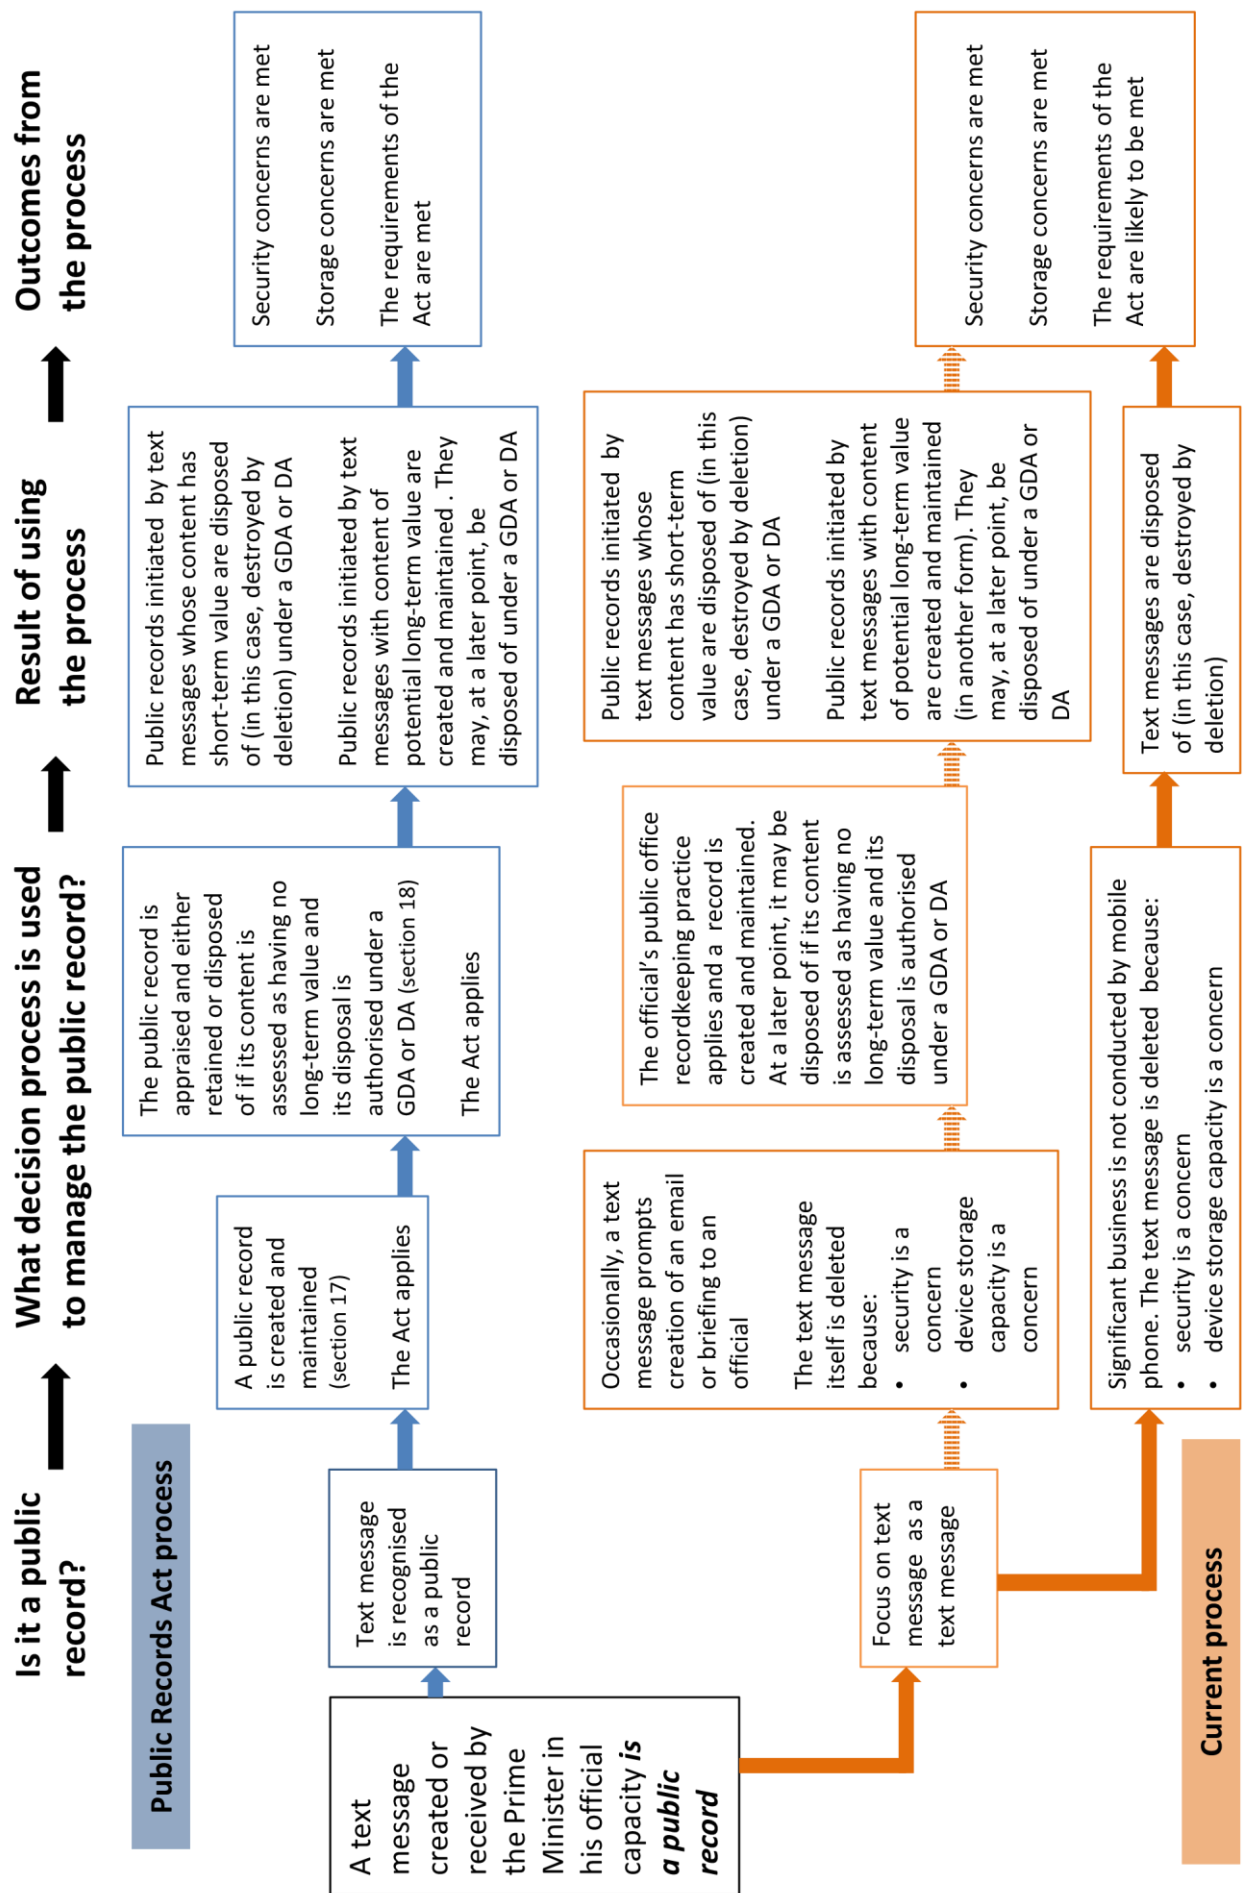 Is it a public
record?
What decision process is used
to manage the public record?
Result of using
the process
Outcomes from
the process
Public Records Act process
A text
message
created or
received by
the Prime
Minister in
his official
capacity is
a public
record
Text message
is recognised
as a public
record
A public record
is created and
maintained
(section 17)
The Act applies
The public record is
appraised and either
retained or disposed
of if its content is
assessed as having no
long-term value and
its disposal is
authorised under a
GDA or DA (section 18)
The Act applies
Public records initiated by text
messages whose content has
short-term value are disposed
of (in this case, destroyed by
deletion) under a GDA or DA
Public records initiated by text
messages with content of
potential long-term value are
created and maintained . They
may, at a later point, be
disposed of under a GDA or DA
Security concerns are met
Storage concerns are met
The requirements of the
Act are met
Focus on text
message as a
text message
Occasionally, a text
message prompts
creation of an email
or briefing to an
official
The text message
itself is deleted
because:
• security is a
concern
• device storage
capacity is a
concern
The official's public office
recordkeeping practice
applies and a record is
created and maintained.
At a later point, it may be
disposed of if its content
is assessed as having no
long-term value and its
disposal is authorised
under a GDA or DA
Public records initiated by
text messages whose
content has short-term
value are disposed of (in this
case, destroyed by deletion)
under a GDA or DA
Public records initiated by
text messages with content
of potential long-term value
are created and maintained
(in another form). They
may, at a later point, be
disposed of under a GDA or
DA
Security concerns are met
Storage concerns are met
The requirements of the
Act are likely to be met
Current process
Significant business is not conducted by mobile
phone. The text message is deleted because:
• security is a concern
• device storage capacity is a concern
Text messages are disposed
of (in this case, destroyed by
deletion)